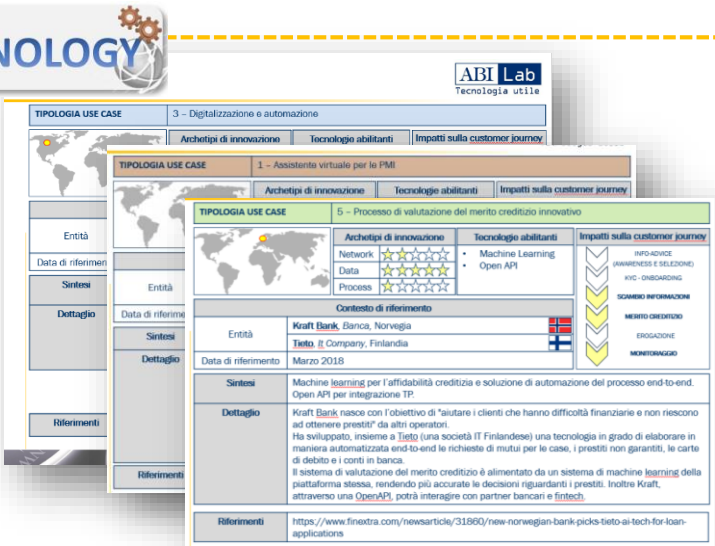 NOLOGY
ABI Lab
Tecnologia utile
TIPOLOGIA USE CASE 3 – Digitalizzazione e automazione
Archetipi di innovazione Tecnologie abilitanti Impatti sulla customer journey
Entità
Data di riferimen
Sintesi
Dettaglio
Riferimenti
TIPOLOGIA USE CASE 1 – Assistente virtuale per le PMI
Archetipi di innovazione Tecnologie abilitanti Impatti sulla customer journey
Entità
Data di riferime
Sintesi
Dettaglio
Riferimenti
TIPOLOGIA USE CASE 5 – Processo di valutazione del merito creditizio innovativo
Archetipi di innovazione Tecnologie abilitanti Impatti sulla customer journey
Network
Data
Process
• Machine Learning
• Open API
INFO-ADVICE
(AWARENESS E SELEZIONE)
KYC - ONBOARDING
SCAMBIO INFORMAZIONI
MERITO CREDITIZIO
EROGAZIONE
MONITORAGGIO
Contesto di riferimento
Entità
Kraft Bank, Banca, Norvegia
Tieto, It Company, Finlandia
Data di riferimento Marzo 2018
Sintesi Machine learning per l'affidabilità creditizia e soluzione di automazione del processo end-to-end.
Open API per integrazione TP.
Dettaglio Kraft Bank nasce con l'obiettivo di "aiutare i clienti che hanno difficoltà finanziarie e non riescono
ad ottenere prestiti" da altri operatori.
Ha sviluppato, insieme a Tieto (una società IT Finlandese) una tecnologia in grado di elaborare in
maniera automatizzata end-to-end le richieste di mutui per le case, i prestiti non garantiti, le carte
di debito e i conti in banca.
Il sistema di valutazione del merito creditizio è alimentato da un sistema di machine learning della
piattaforma stessa, rendendo più accurate le decisioni riguardanti i prestiti. Inoltre Kraft,
attraverso una OpenAPI, potrà interagire con partner bancari e fintech.
Riferimenti https://www.finextra.com/newsarticle/31860/new-norwegian-bank-picks-tieto-ai-tech-for-loan-
applications